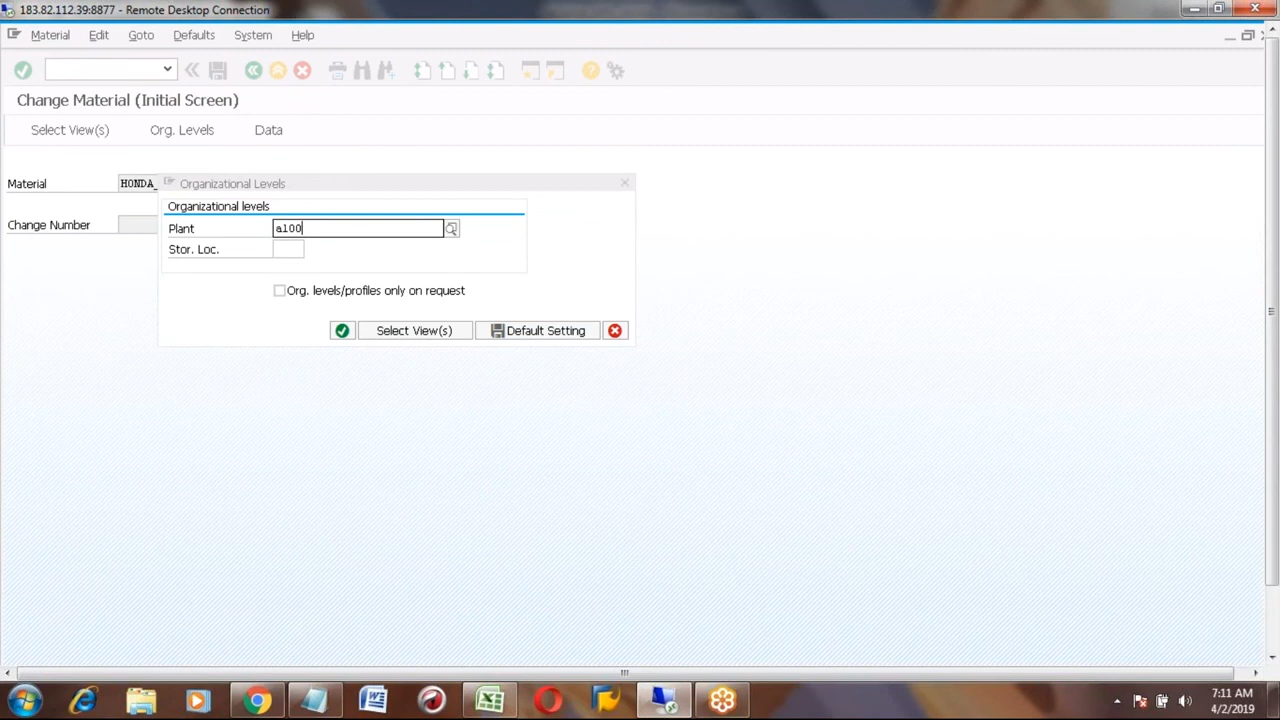 183.82.112.39:8877 - Remote Desktop Connection
Material Edit Goto Defaults System Help
Change Material (Initial Screen)
Select View(s) Org. Levels Data
Material HONDA_
Organizational Levels
Organizational levels
Change Number
Plant a100
Stor. Loc.
Org. levels/profiles only on request
Select View(s) Default Setting
7:11 AM
4/2/2019